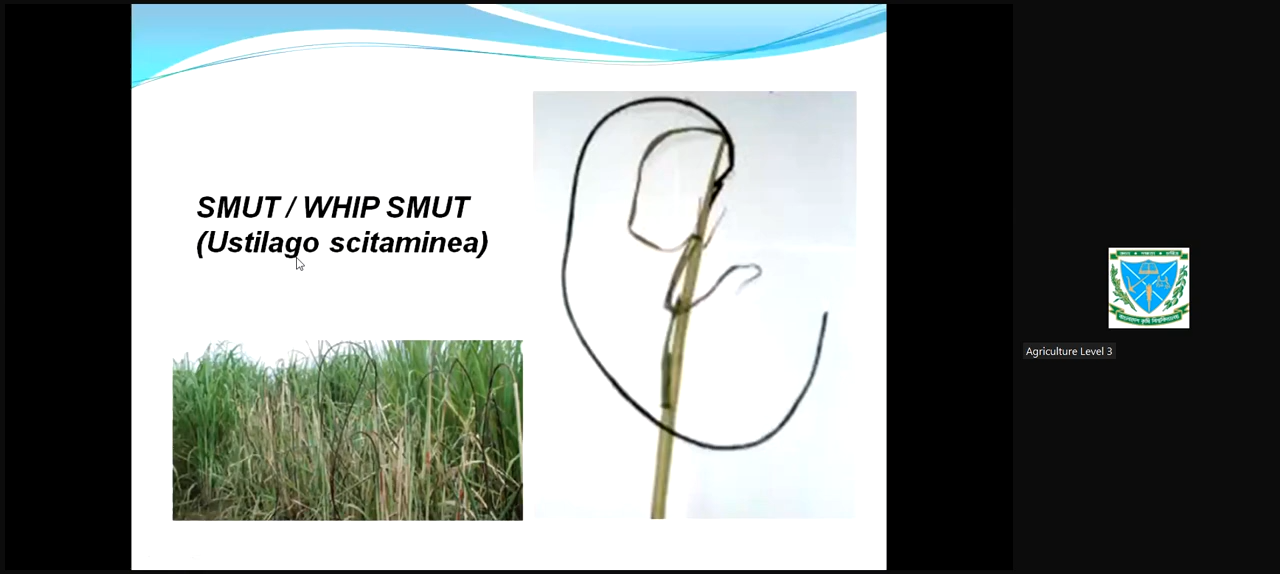 SMUT / WHIP SMUT
(Ustilago scitaminea)
Agriculture Level 3